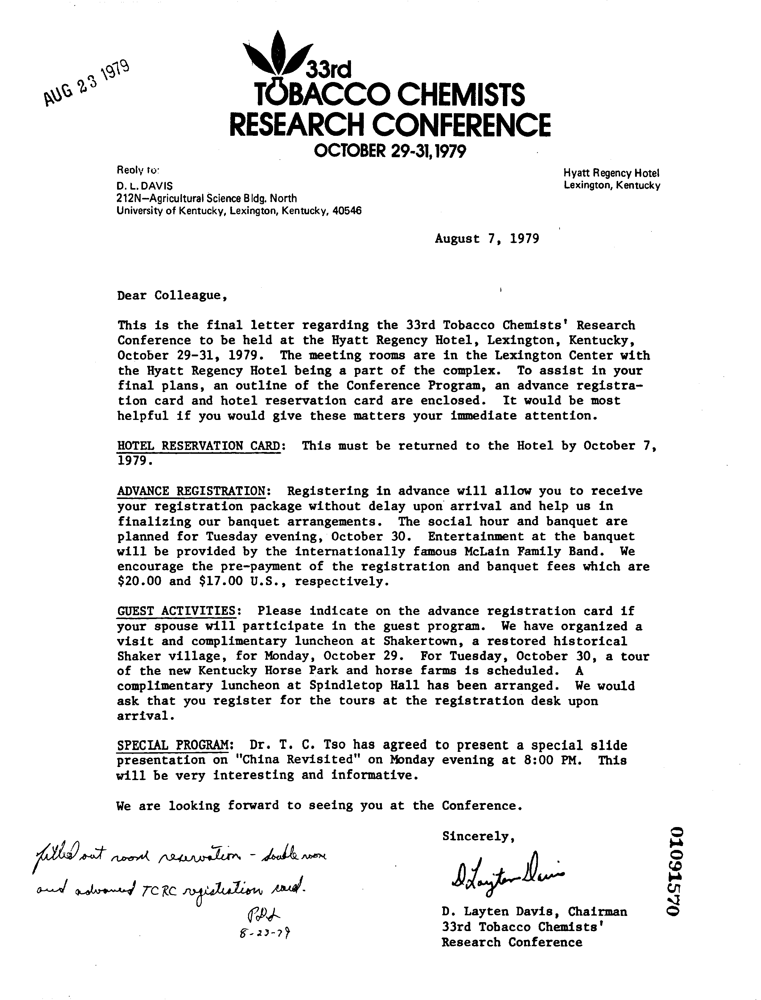 AUG 23 1979
33rd
TOBACCO CHEMISTS
RESEARCH CONFERENCE
OCTOBER 29-31, 1979
Reply to:
D. L. DAVIS
212N—Agricultural Science Bldg. North
University of Kentucky, Lexington, Kentucky, 40546
Hyatt Regency Hotel
Lexington, Kentucky
August 7, 1979
Dear Colleague,
This is the final letter regarding the 33rd Tobacco Chemists' Research
Conference to be held at the Hyatt Regency Hotel, Lexington, Kentucky,
October 29-31, 1979. The meeting rooms are in the Lexington Center with
the Hyatt Regency Hotel being a part of the complex. To assist in your
final plans, an outline of the Conference Program, an advance registra-
tion card and hotel reservation card are enclosed. It would be most
helpful if you would give these matters your immediate attention.
HOTEL RESERVATION CARD: This must be returned to the Hotel by October 7,
1979.
ADVANCE REGISTRATION: Registering in advance will allow you to receive
your registration package without delay upon arrival and help us in
finalizing our banquet arrangements. The social hour and banquet are
planned for Tuesday evening, October 30. Entertainment at the banquet
will be provided by the internationally famous McLain Family Band. We
encourage the pre-payment of the registration and banquet fees which are
$20.00 and $17.00 U.S., respectively.
GUEST ACTIVITIES: Please indicate on the advance registration card if
your spouse will participate in the guest program. We have organized a
visit and complimentary luncheon at Shakertown, a restored historical
Shaker village, for Monday, October 29. For Tuesday, October 30, a tour
of the new Kentucky Horse Park and horse farms is scheduled. A
complimentary luncheon at Spindletop Hall has been arranged. We would
ask that you register for the tours at the registration desk upon
arrival.
SPECIAL PROGRAM: Dr. T. C. Tso has agreed to present a special slide
presentation on "China Revisited" on Monday evening at 8:00 PM. This
will be very interesting and informative.
We are looking forward to seeing you at the Conference.
Sincerely,
D. Layten Davis
D. Layten Davis, Chairman
33rd Tobacco Chemists'
Research Conference
filled out room reservation - double room
and advanced TCRC registration card.
8-23-79
01091570